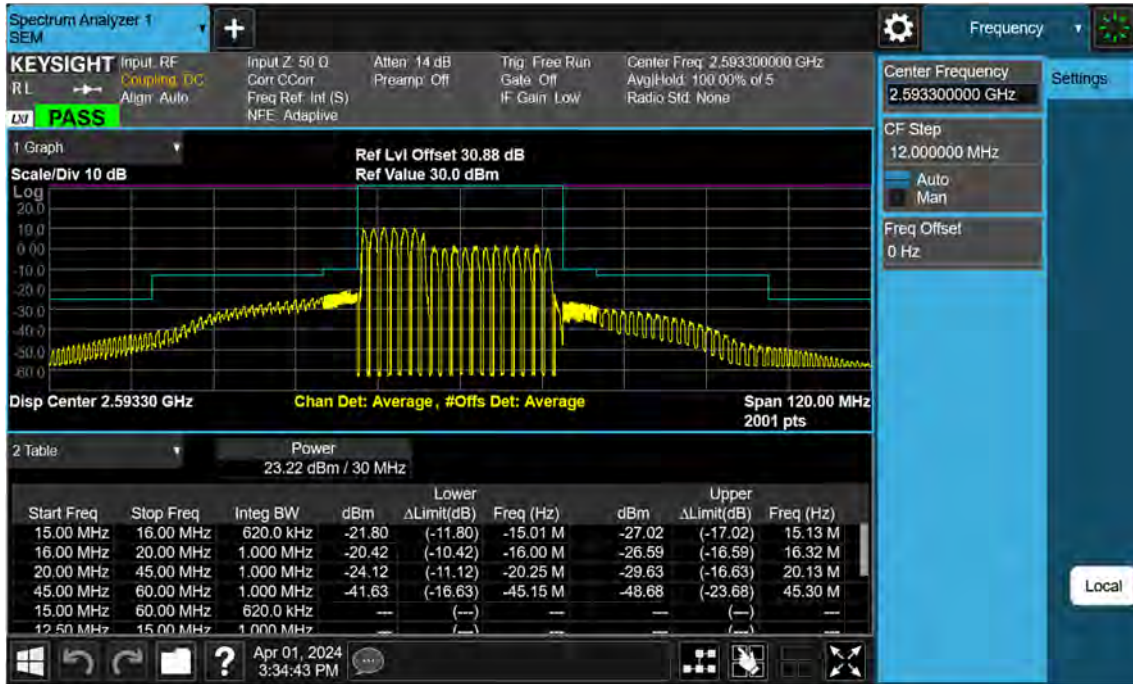 Spectrum Analyzer 1
SEM
Frequency
KEYSIGHT Input: RF Input Z: 50 Ω Atten: 14 dB Trig: Free Run Center Freq: 2.593300000 GHz
RL Coupling: DC Corr CCorr Preamp: Off Gate: Off Avg|Hold: 100.00% of 5
Align: Auto Freq Ref: Int (S) IF Gain: Low Radio Std: None
LXI PASS NFE: Adaptive
Center Frequency
2.593300000 GHz
Settings
CF Step
12.000000 MHz
Auto
Man
Freq Offset
0 Hz
1 Graph
Ref Lvl Offset 30.88 dB
Scale/Div 10 dB Ref Value 30.0 dBm
Log
20.0
10.0
0.00
-10.0
-20.0
-30.0
-40.0
-50.0
-60.0
Disp Center 2.59330 GHz Chan Det: Average, #Offs Det: Average Span 120.00 MHz
2001 pts
2 Table
Power
23.22 dBm / 30 MHz
Lower Upper
Start Freq Stop Freq Integ BW dBm ΔLimit(dB) Freq (Hz) dBm ΔLimit(dB) Freq (Hz)
15.00 MHz 16.00 MHz 620.0 kHz -21.80 (-11.80) -15.01 M -27.02 (-17.02) 15.13 M
16.00 MHz 20.00 MHz 1.000 MHz -20.42 (-10.42) -16.00 M -26.59 (-16.59) 16.32 M
20.00 MHz 45.00 MHz 1.000 MHz -24.12 (-11.12) -20.25 M -29.63 (-16.63) 20.13 M
45.00 MHz 60.00 MHz 1.000 MHz -41.63 (-16.63) -45.15 M -48.68 (-23.68) 45.30 M
15.00 MHz 60.00 MHz 620.0 kHz --- (---) --- --- (---) ---
12.50 MHz 15.00 MHz 1.000 MHz --- (---) --- --- (---) ---
Local
?
Apr 01, 2024
3:34:43 PM